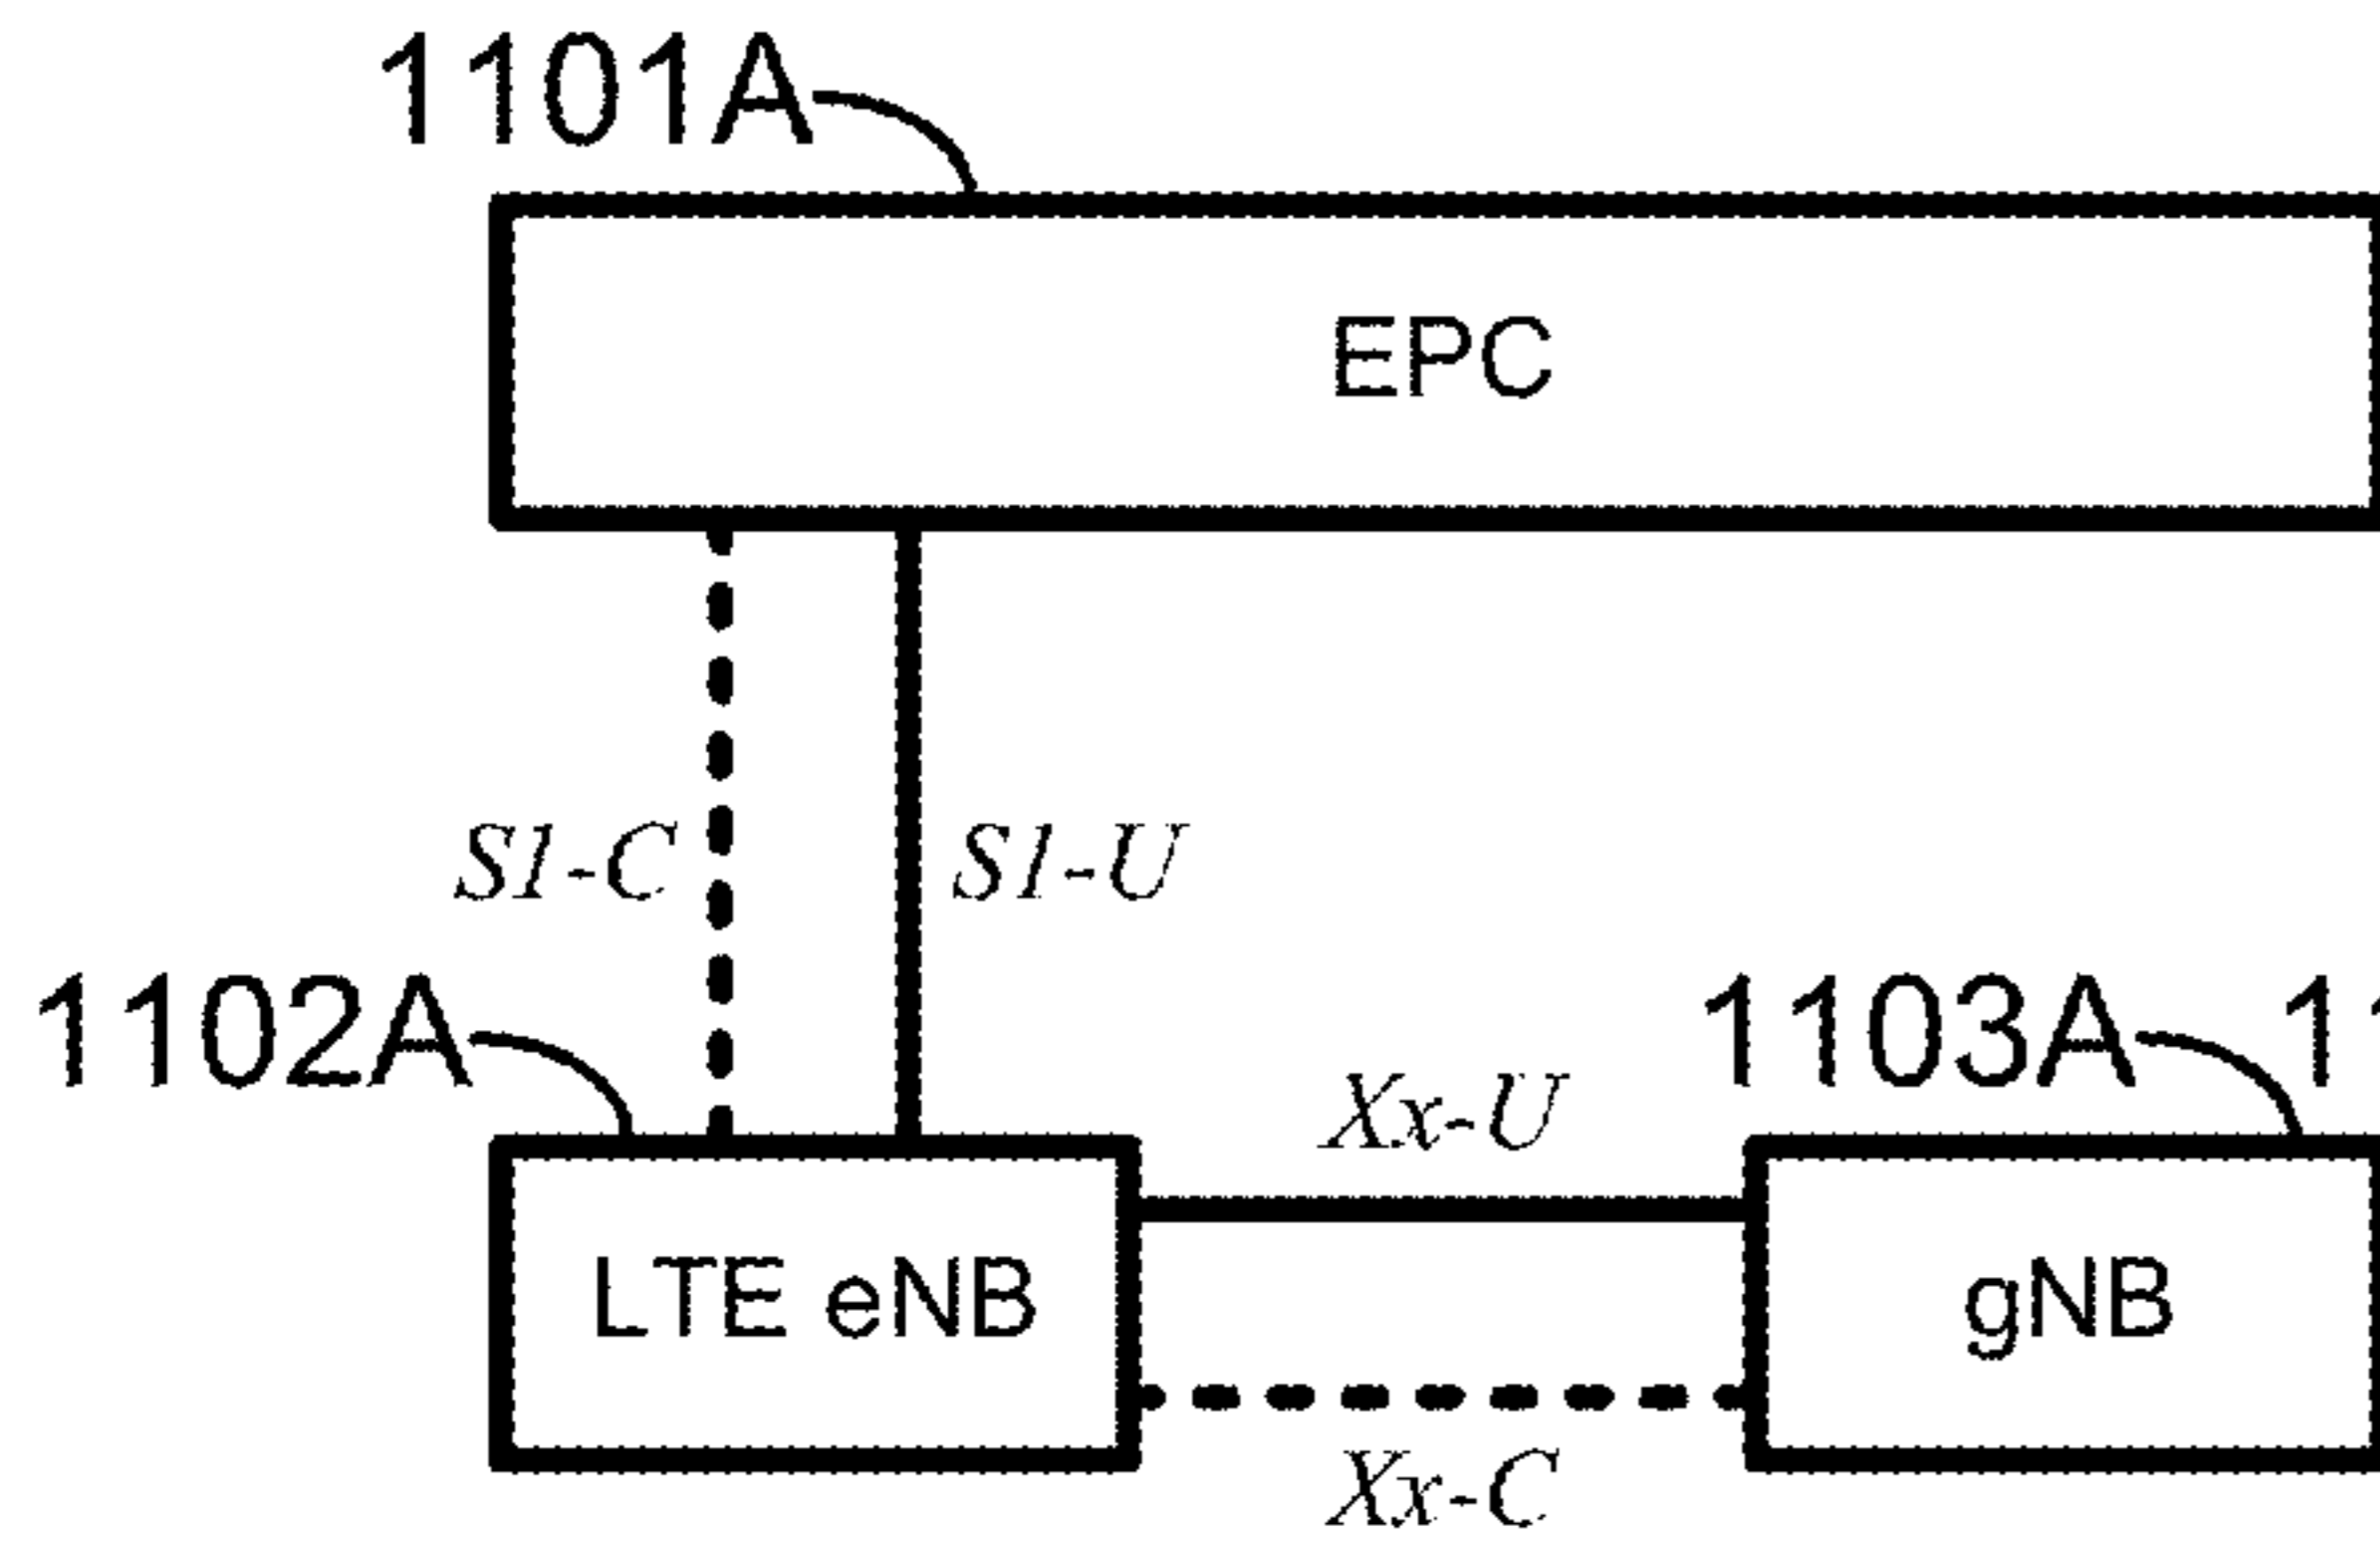 1101A
EPC
S1-C
S1-U
1102A
1103A
Xx-U
LTE eNB
gNB
Xx-C